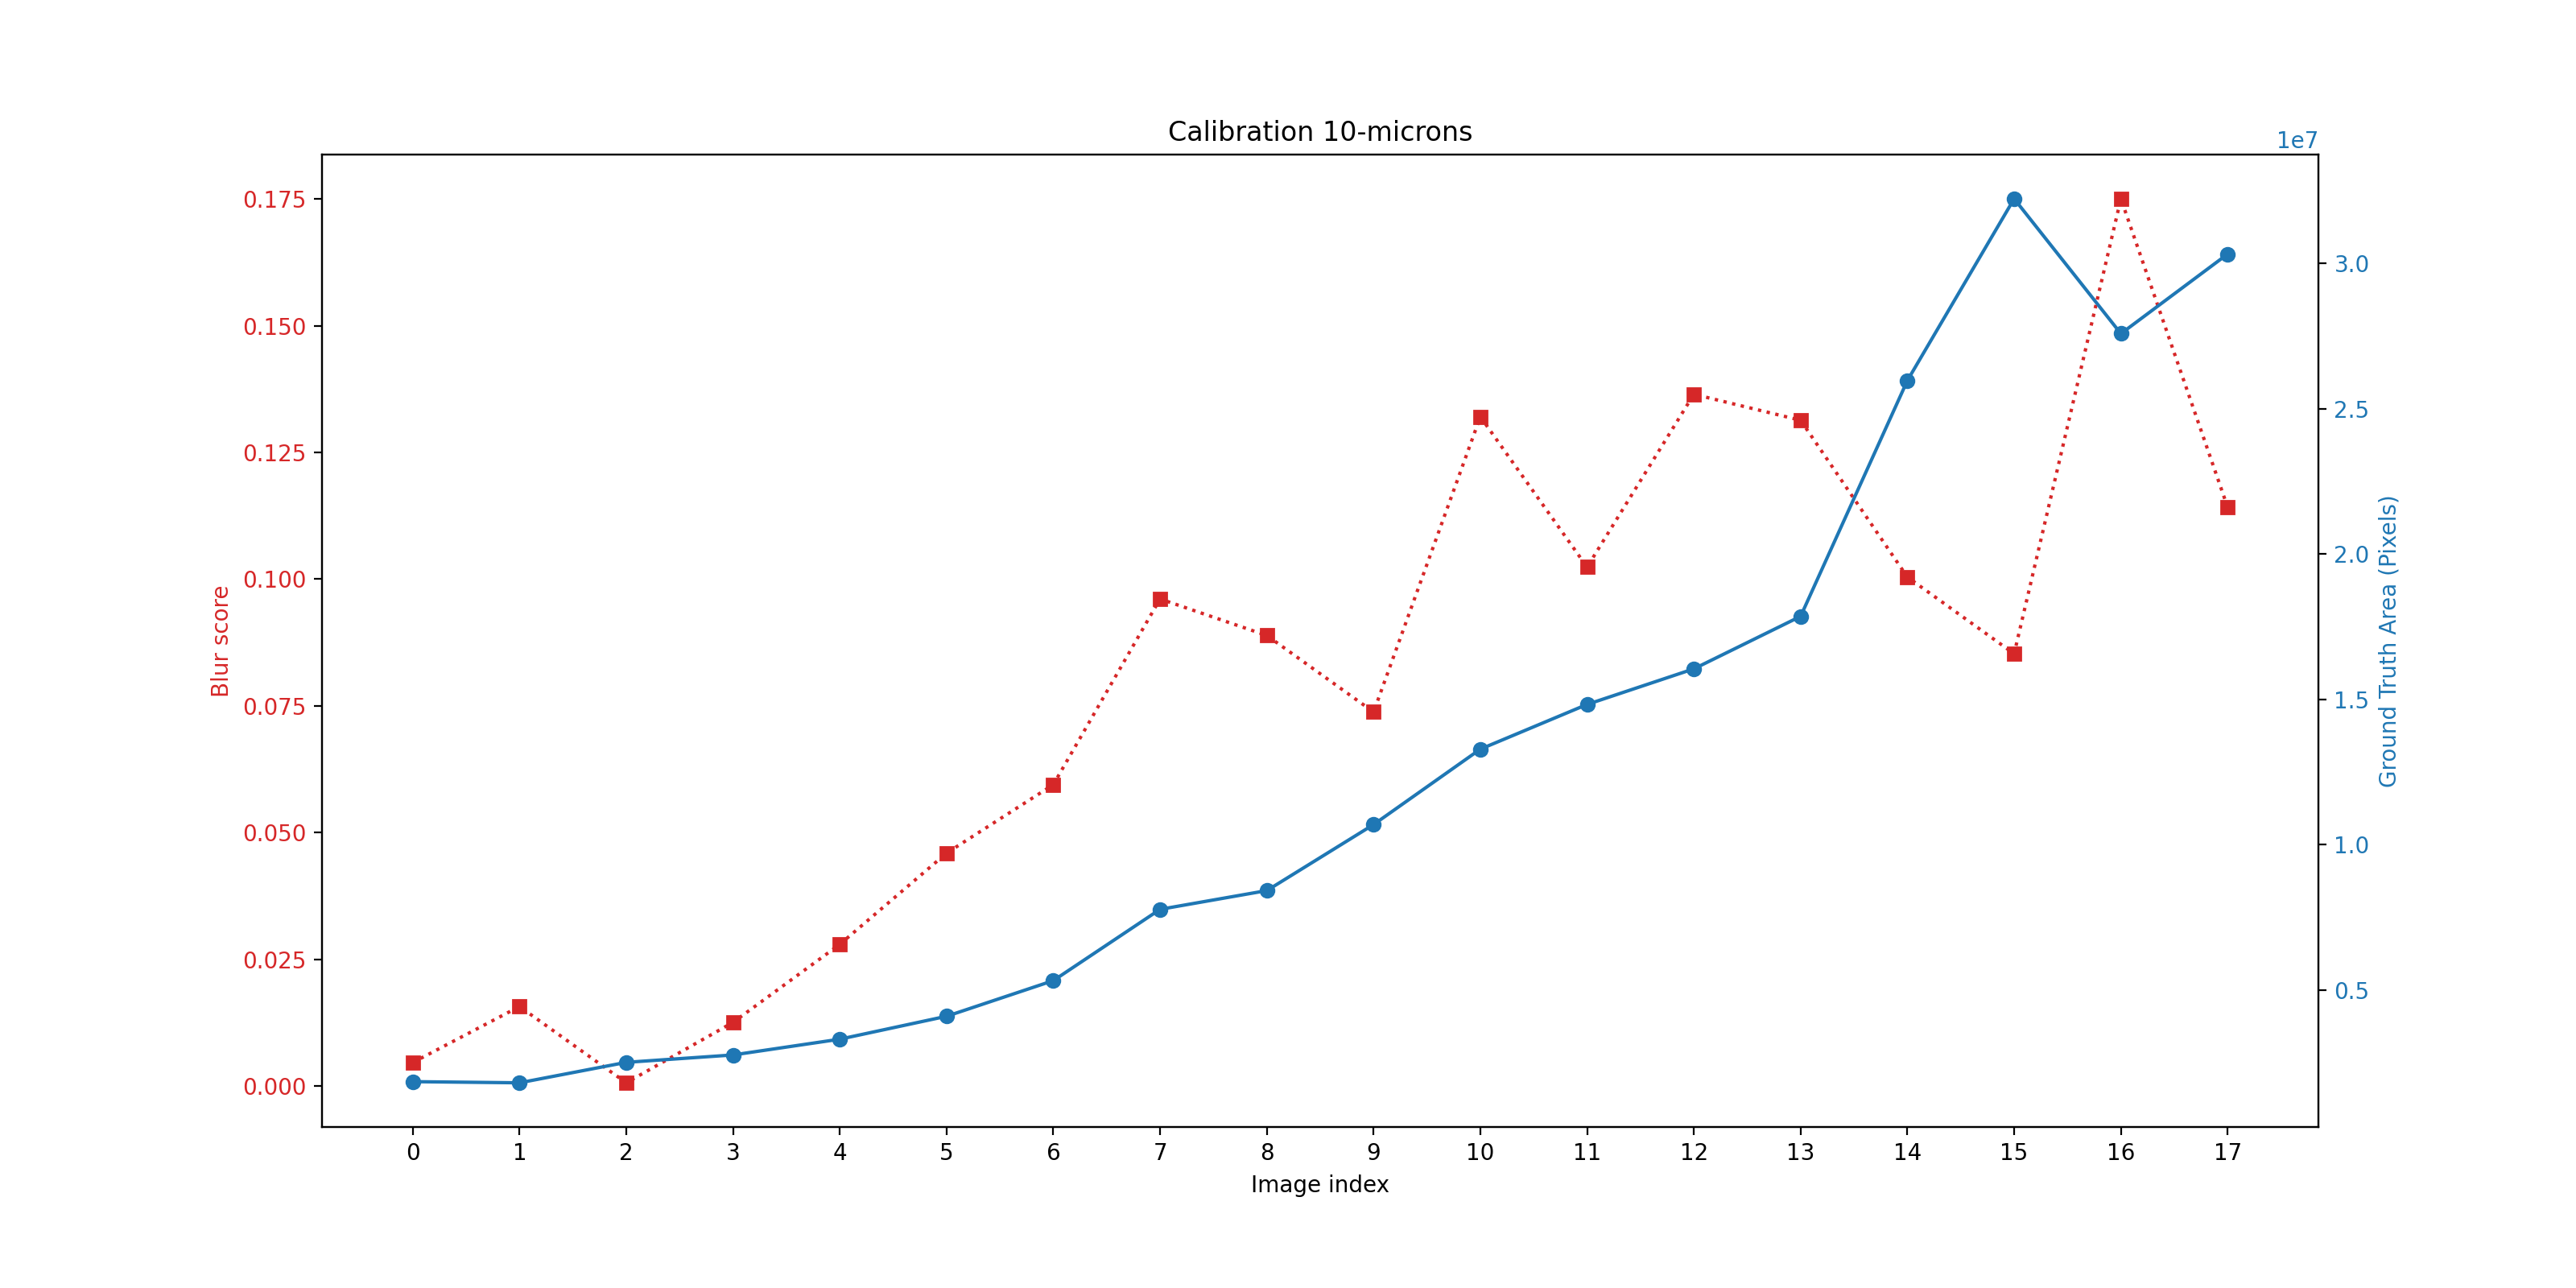 Calibration 10-microns
1e7
0.175
0.150
0.125
0.100
0.075
0.050
0.025
0.000
Blur score
3.0
2.5
2.0
1.5
1.0
0.5
Ground Truth Area (Pixels)
0 1 2 3 4 5 6 7 8 9 10 11 12 13 14 15 16 17
Image index